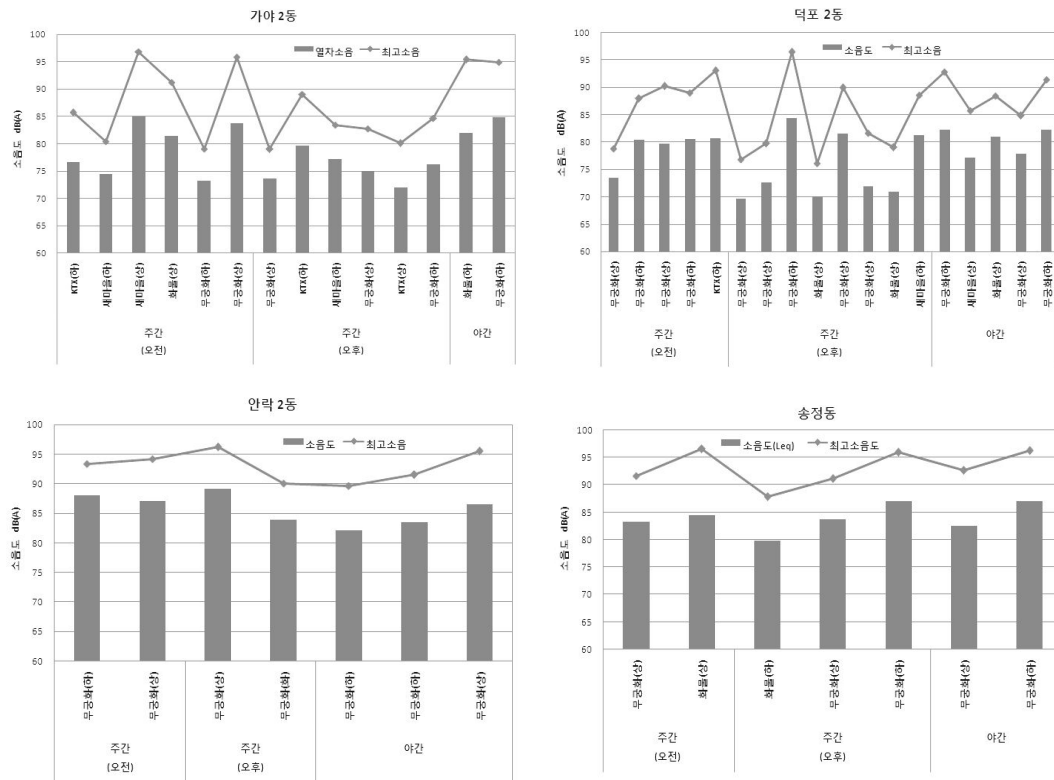 가야 2동
열차소음 최고소음
소음도 dB(A)
100
95
90
85
80
75
70
65
60
KTX(하)
새마을(하)
새마을(상)
화물(상)
무궁화(하)
무궁화(상)
무궁화(상)
KTX(하)
새마을(하)
무궁화(상)
KTX(상)
무궁화(하)
화물(하)
무궁화(하)
주간
(오전)
주간
(오후)
야간
덕포 2동
소음도 최고소음
소음도 dB(A)
100
95
90
85
80
75
70
65
60
무궁화(상)
무궁화(하)
무궁화(상)
무궁화(하)
KTX(하)
무궁화(상)
무궁화(상)
무궁화(하)
화물(상)
무궁화(상)
무궁화(상)
화물(상)
새마을(하)
무궁화(하)
새마을(상)
화물(상)
무궁화(상)
무궁화(하)
주간
(오전)
주간
(오후)
야간
안락 2동
소음도 최고소음
소음도 dB(A)
100
95
90
85
80
75
70
65
60
무궁화(하)
무궁화(상)
무궁화(상)
무궁화(화)
무궁화(하)
무궁화(하)
무궁화(상)
주간
(오전)
주간
(오후)
야간
송정동
소음도(Leq) 최고소음도
소음도 dB(A)
100
95
90
85
80
75
70
65
60
무궁화(상)
화물(상)
화물(하)
무궁화(상)
무궁화(하)
무궁화(상)
무궁화(하)
주간
(오전)
주간
(오후)
야간